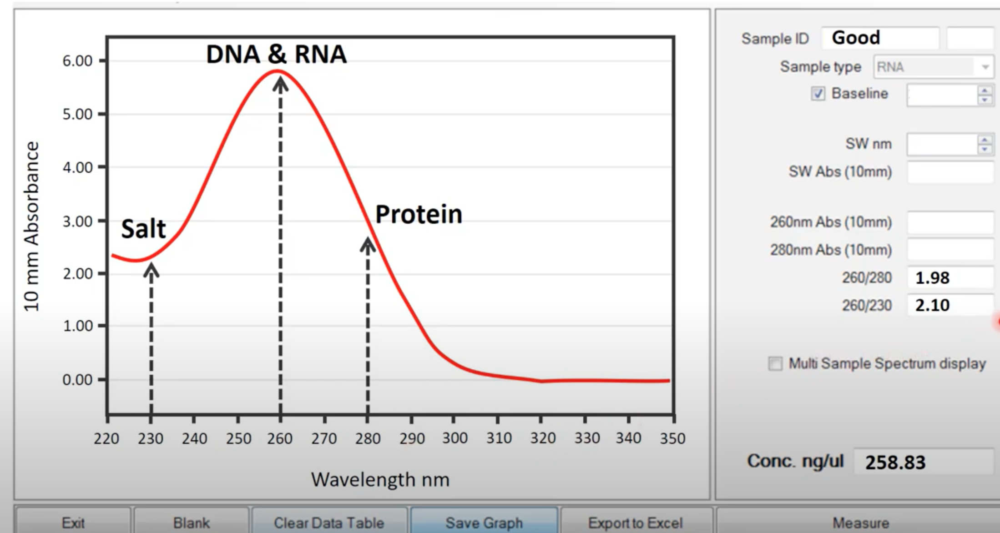 DNA & RNA
6.00
5.00
4.00
3.00
2.00
1.00
0.00
10 mm Absorbance
Salt
Protein
220 230 240 250 260 270 280 290 300 310 320 330 340 350
Wavelength nm
Sample ID Good
Sample type RNA
Baseline
SW nm
SW Abs (10mm)
260nm Abs (10mm)
280nm Abs (10mm)
260/280 1.98
260/230 2.10
Multi Sample Spectrum display
Conc. ng/ul 258.83
Exit Blank Clear Data Table Save Graph Export to Excel Measure